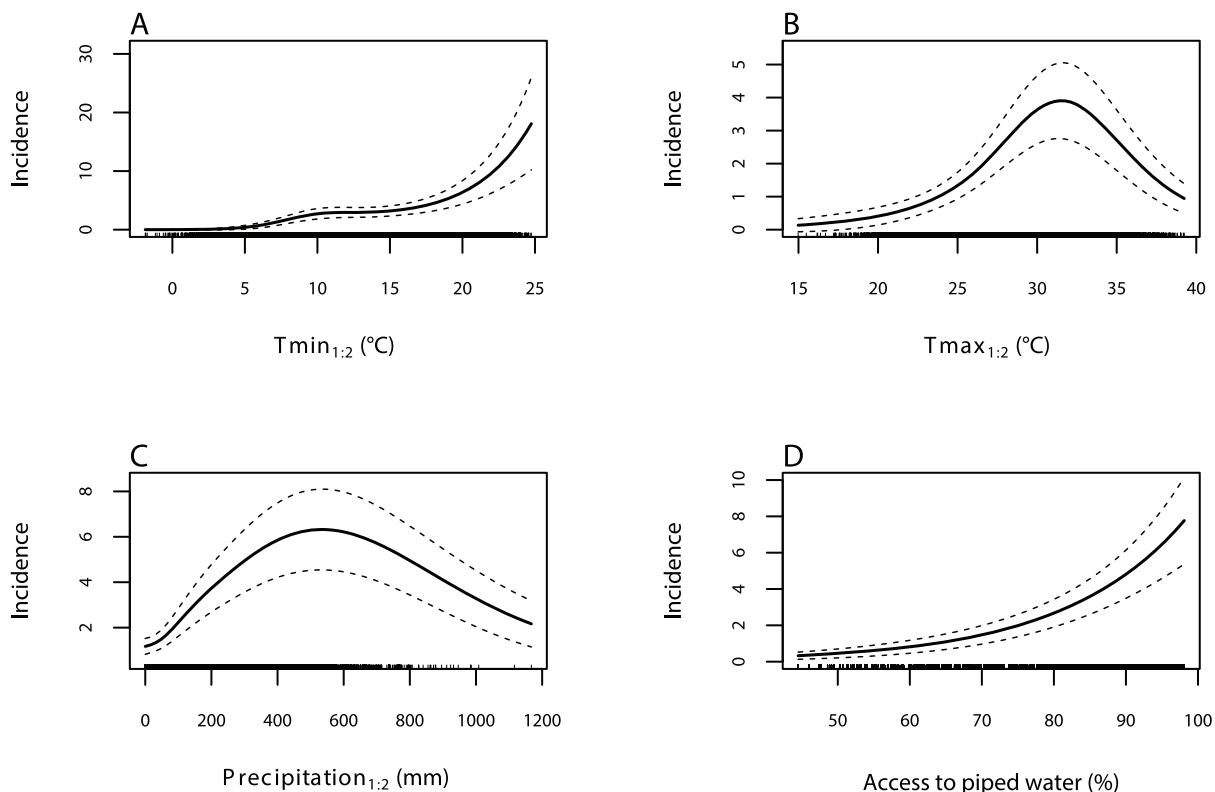 A
Incidence
0 10 20 30
0 5 10 15 20 25
Tmin1:2 (°C)
B
Incidence
0 1 2 3 4 5
15 20 25 30 35 40
Tmax1:2 (°C)
C
Incidence
2 4 6 8
0 200 400 600 800 1000 1200
Precipitation1:2 (mm)
D
Incidence
0 2 4 6 8 10
50 60 70 80 90 100
Access to piped water (%)